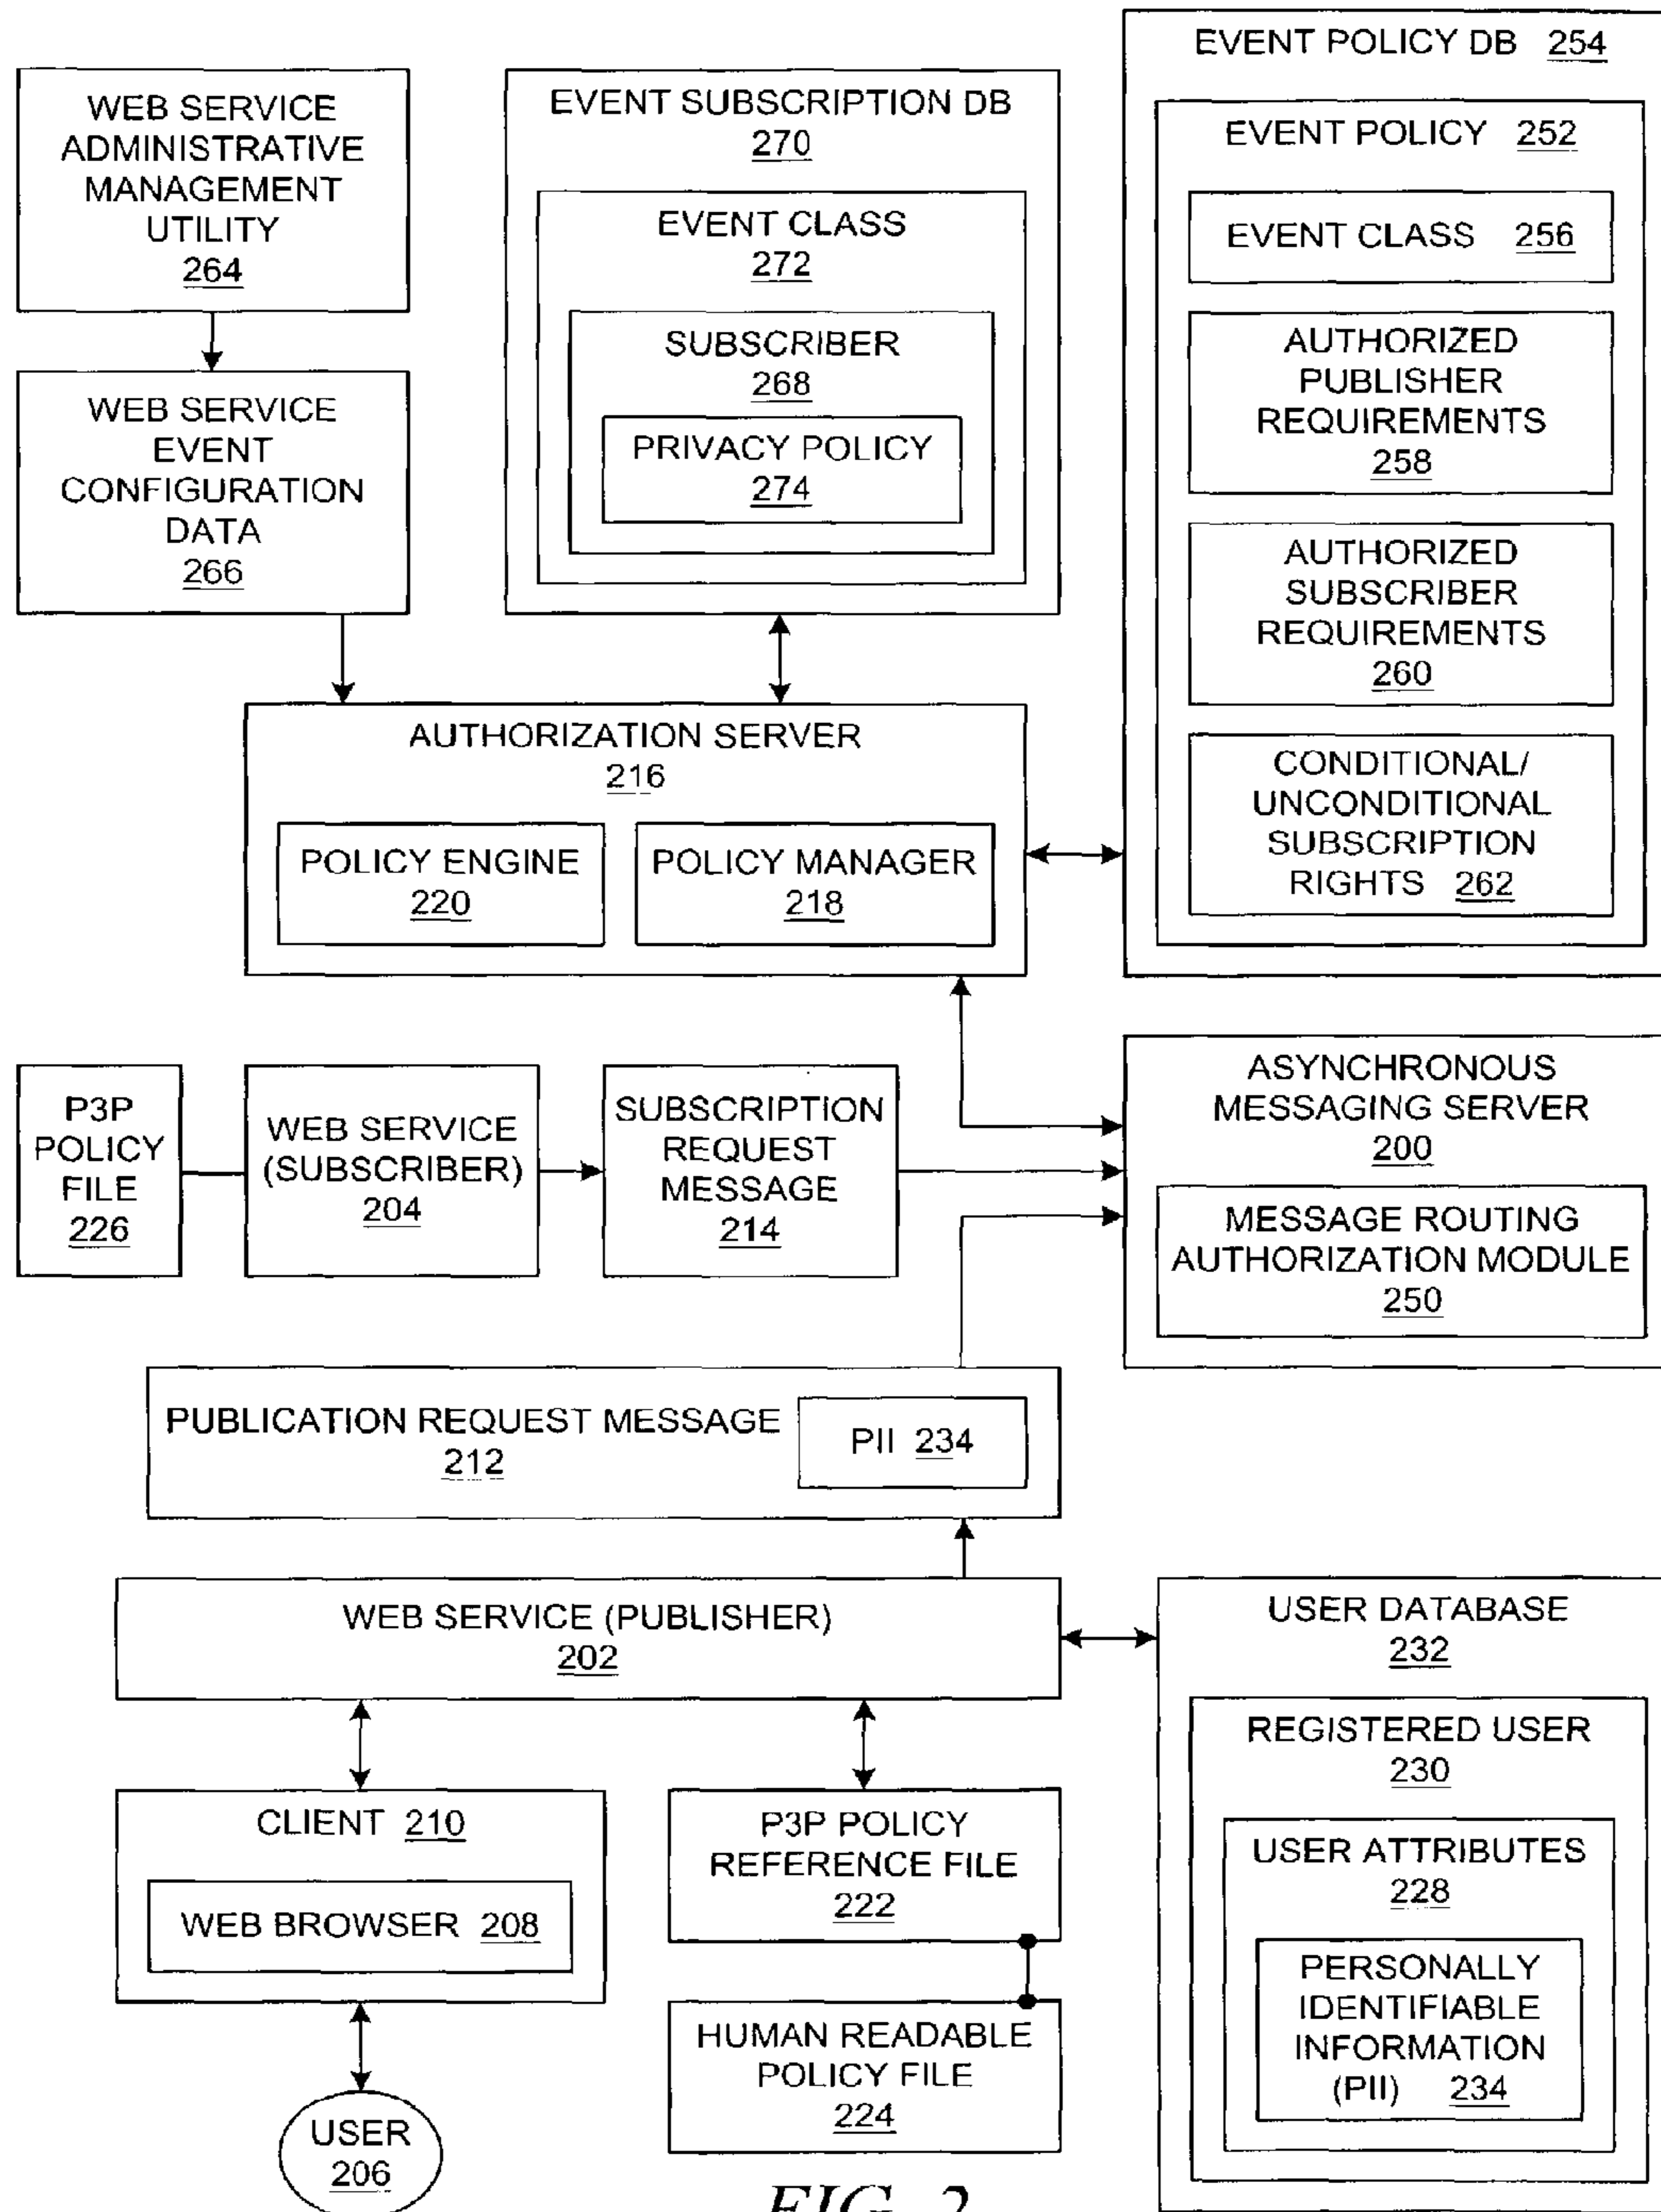 WEB SERVICE
ADMINISTRATIVE
MANAGEMENT
UTILITY
264
WEB SERVICE
EVENT
CONFIGURATION
DATA
266
EVENT SUBSCRIPTION DB
270
EVENT CLASS
272
SUBSCRIBER
268
PRIVACY POLICY
274
EVENT POLICY DB 254
EVENT POLICY 252
EVENT CLASS 256
AUTHORIZED
PUBLISHER
REQUIREMENTS
258
AUTHORIZED
SUBSCRIBER
REQUIREMENTS
260
CONDITIONAL/
UNCONDITIONAL
SUBSCRIPTION
RIGHTS 262
AUTHORIZATION SERVER
216
POLICY ENGINE
220
POLICY MANAGER
218
P3P
POLICY
FILE
226
WEB SERVICE
(SUBSCRIBER)
204
SUBSCRIPTION
REQUEST
MESSAGE
214
ASYNCHRONOUS
MESSAGING SERVER
200
MESSAGE ROUTING
AUTHORIZATION MODULE
250
PUBLICATION REQUEST MESSAGE
212
PII 234
WEB SERVICE (PUBLISHER)
202
USER DATABASE
232
REGISTERED USER
230
USER ATTRIBUTES
228
PERSONALLY
IDENTIFIABLE
INFORMATION
(PII) 234
CLIENT 210
WEB BROWSER 208
P3P POLICY
REFERENCE FILE
222
HUMAN READABLE
POLICY FILE
224
USER
206
FIG. 2